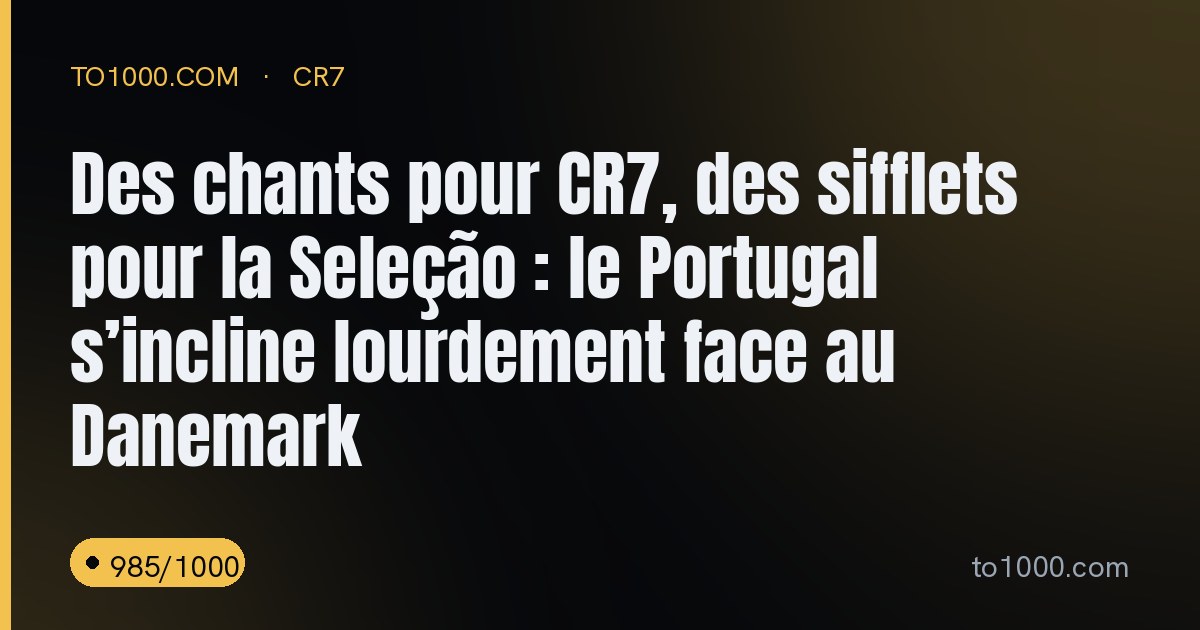 TO1000.COM · CR7
Des chants pour CR7, des sifflets
pour la Seleção : le Portugal
s’incline lourdement face au
Danemark
985/1000
to1000.com